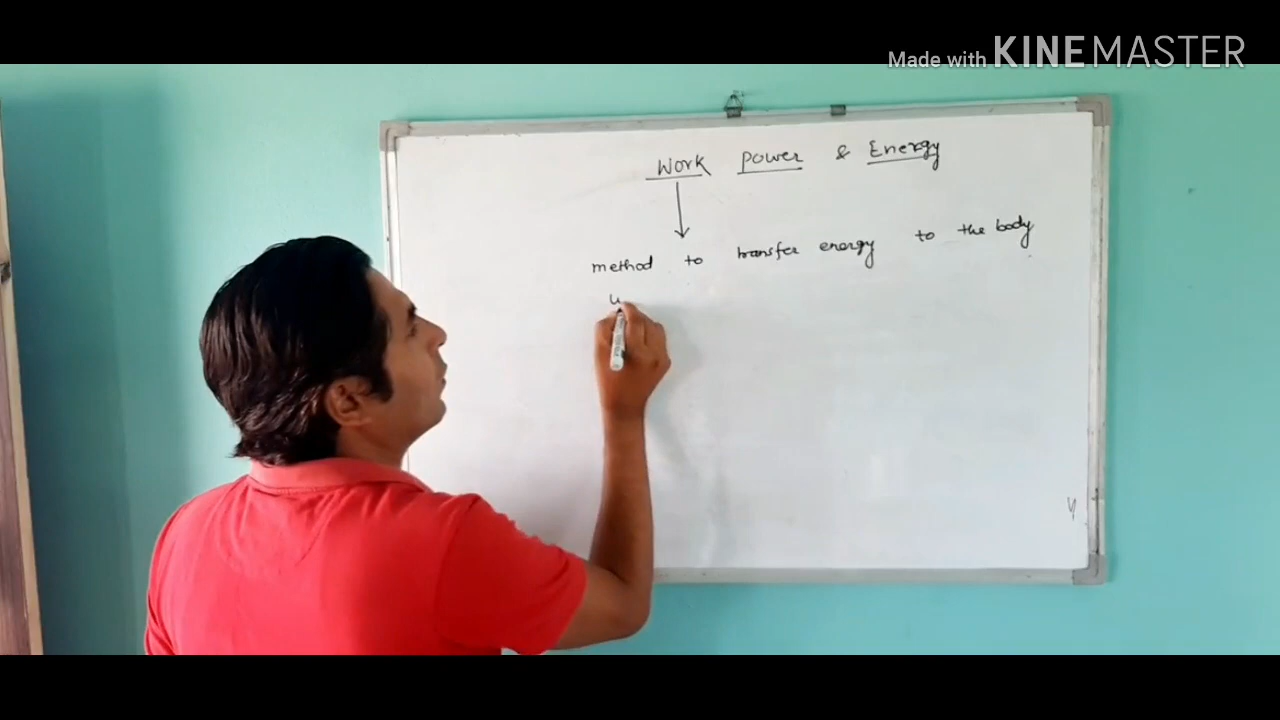 Made with KINEMASTER
Work Power & Energy
method to transfer energy to the body